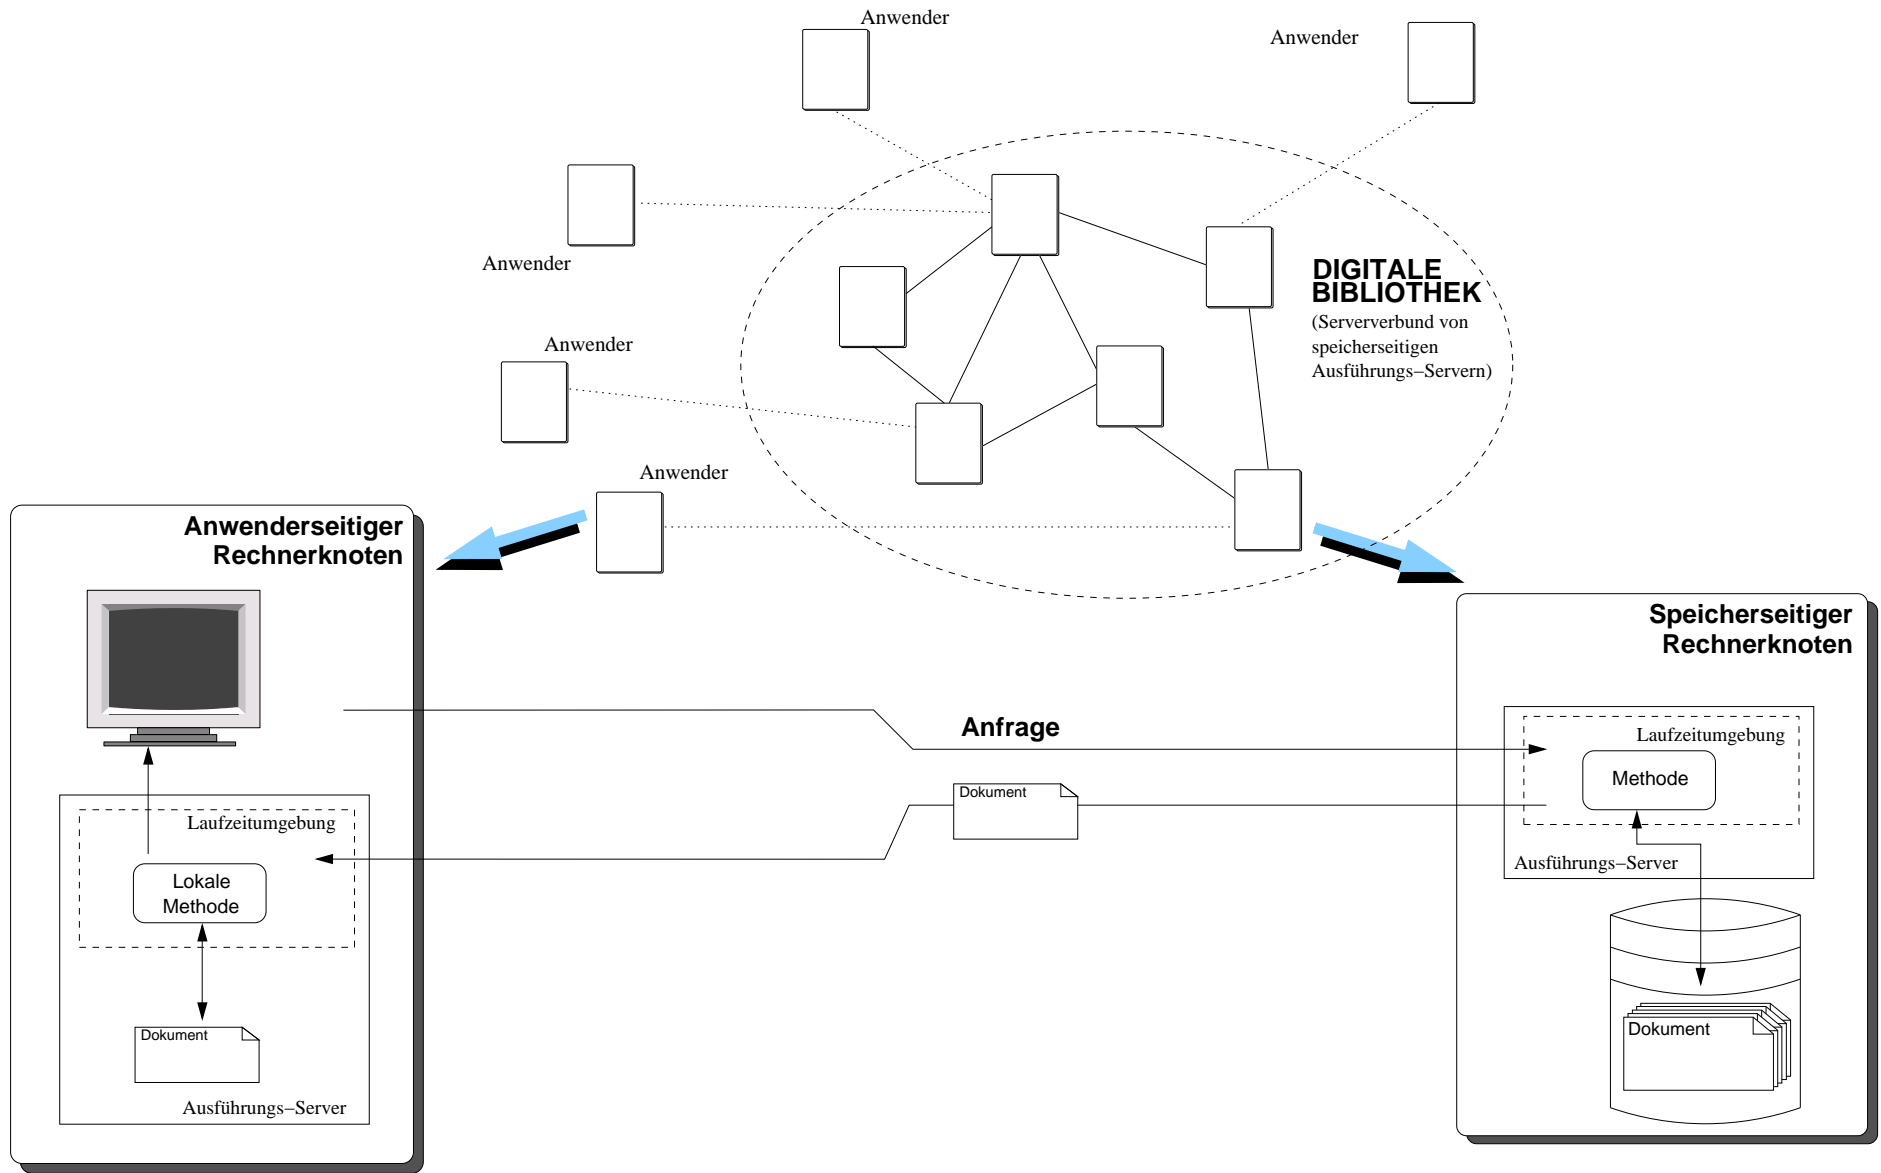 Anwender
Anwender
Anwender
DIGITALE
BIBLIOTHEK
(Serververbund von
speicherseitigen
Ausführungs−Servern)
Anwender
Anwender
Anwenderseitiger
Rechnerknoten
Speicherseitiger
Rechnerknoten
Anfrage
Laufzeitumgebung
Methode
Ausführungs−Server
Dokument
Dokument
Laufzeitumgebung
Lokale
Methode
Dokument
Ausführungs−Server